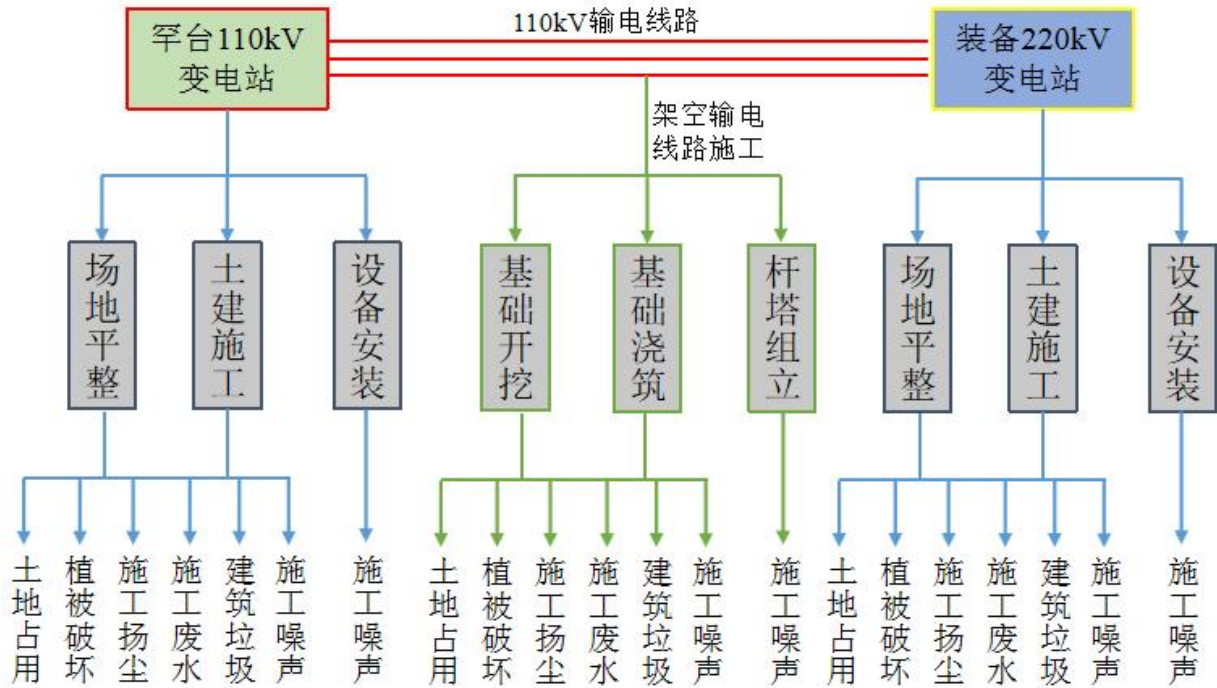 罕台110kV
变电站
110kV输电线路
装备220kV
变电站
架空输电
线路施工
场地平整
土建施工
设备安装
基础开挖
基础浇筑
杆塔组立
场地平整
土建施工
设备安装
土地占用
植被破坏
施工扬尘
施工废水
建筑垃圾
施工噪声
施工噪声
土地占用
植被破坏
施工扬尘
施工废水
建筑垃圾
施工噪声
施工噪声
土地占用
植被破坏
施工扬尘
施工废水
建筑垃圾
施工噪声
施工噪声